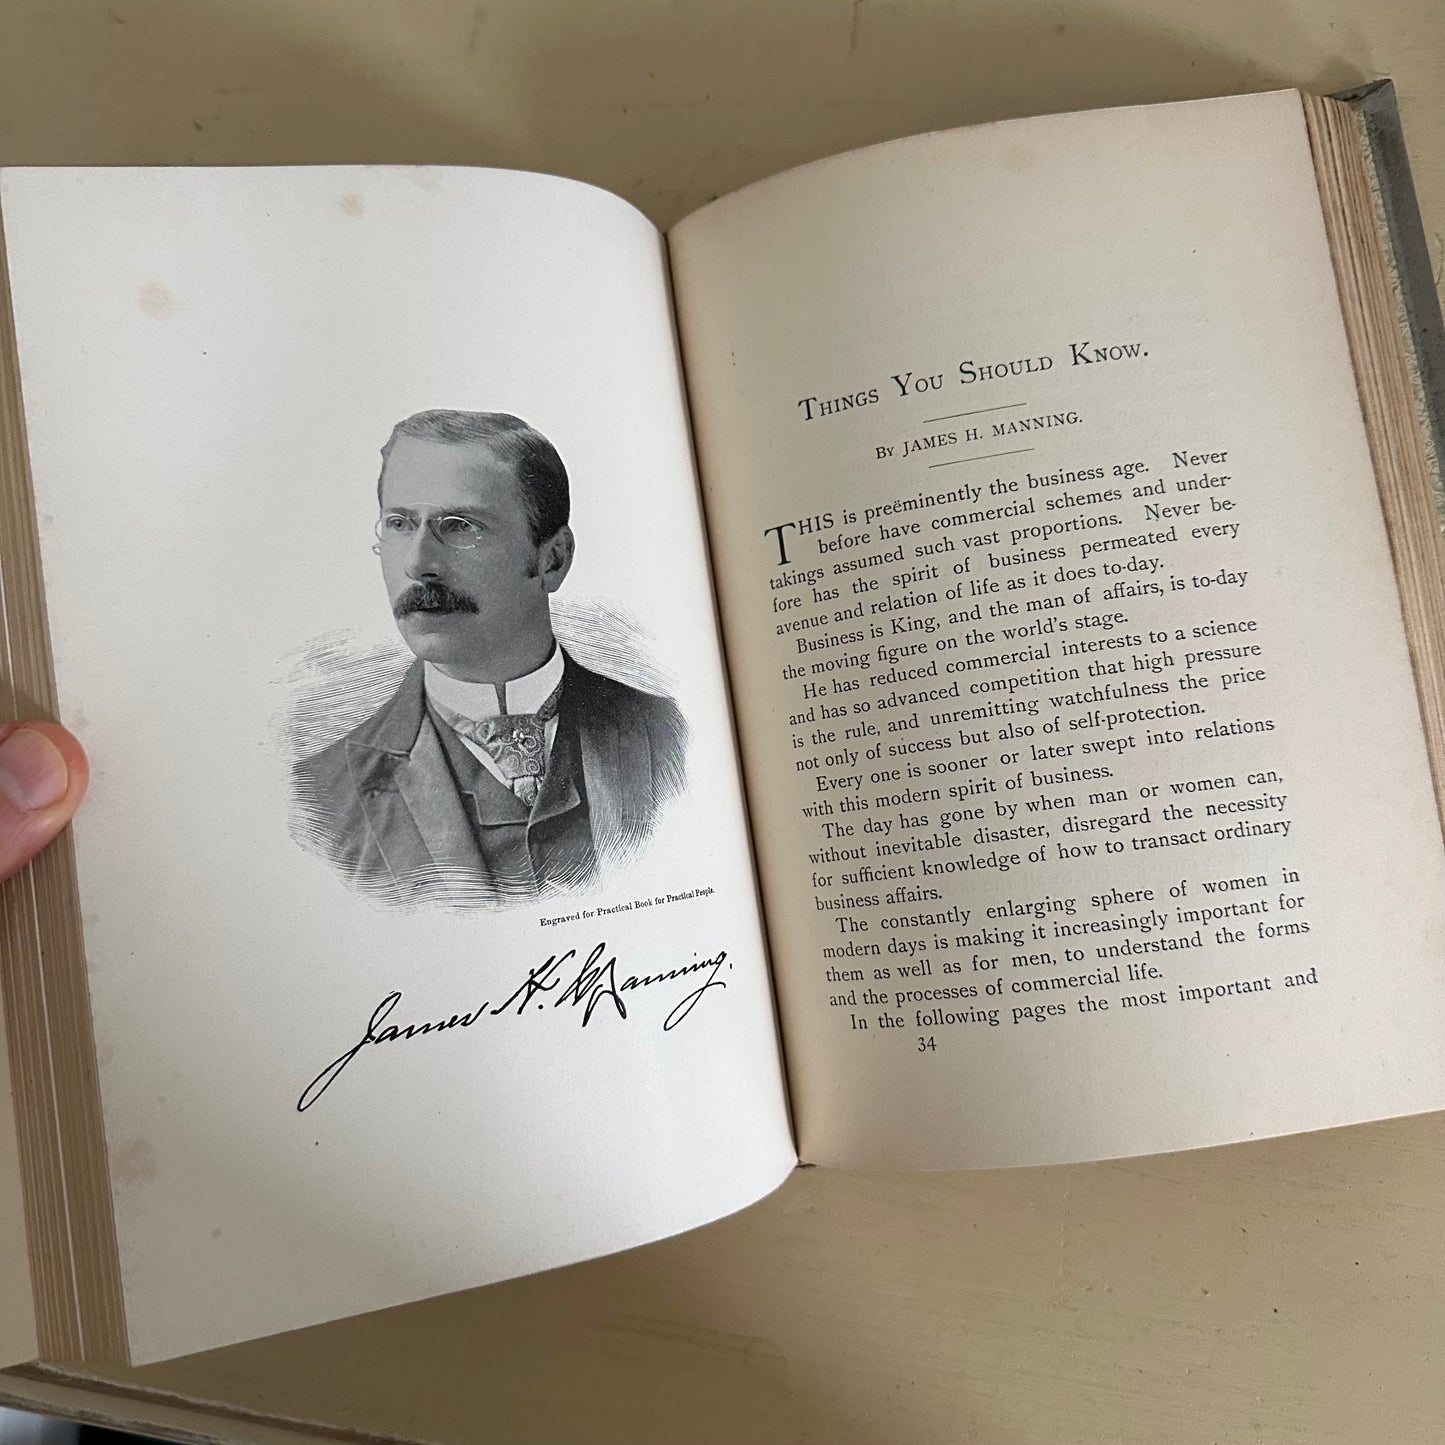 Engraved for Practical Book for Practical People.
James H. Manning.
THINGS YOU SHOULD KNOW.
BY JAMES H. MANNING.
THIS is preëminently the business age. Never
before have commercial schemes and under-
takings assumed such vast proportions. Never be-
fore has the spirit of business permeated every
avenue and relation of life as it does to-day.
Business is King, and the man of affairs, is to-day
the moving figure on the world's stage.
He has reduced commercial interests to a science
and has so advanced competition that high pressure
is the rule, and unremitting watchfulness the price
not only of success but also of self-protection.
Every one is sooner or later swept into relations
with this modern spirit of business.
The day has gone by when man or women can,
without inevitable disaster, disregard the necessity
for sufficient knowledge of how to transact ordinary
business affairs.
The constantly enlarging sphere of women in
modern days is making it increasingly important for
them as well as for men, to understand the forms
and the processes of commercial life.
In the following pages the most important and
34